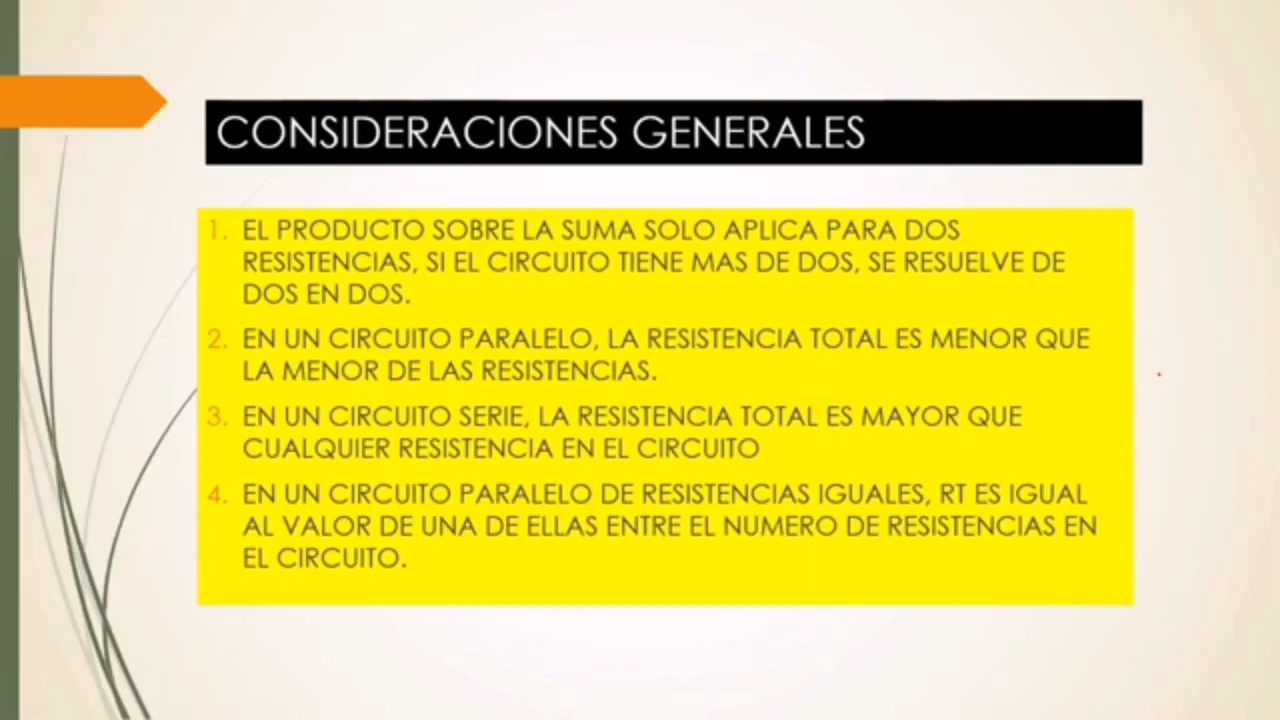 CONSIDERACIONES GENERALES
1. EL PRODUCTO SOBRE LA SUMA SOLO APLICA PARA DOS
RESISTENCIAS, SI EL CIRCUITO TIENE MAS DE DOS, SE RESUELVE DE
DOS EN DOS.
2. EN UN CIRCUITO PARALELO, LA RESISTENCIA TOTAL ES MENOR QUE
LA MENOR DE LAS RESISTENCIAS.
3. EN UN CIRCUITO SERIE, LA RESISTENCIA TOTAL ES MAYOR QUE
CUALQUIER RESISTENCIA EN EL CIRCUITO
4. EN UN CIRCUITO PARALELO DE RESISTENCIAS IGUALES, RT ES IGUAL
AL VALOR DE UNA DE ELLAS ENTRE EL NUMERO DE RESISTENCIAS EN
EL CIRCUITO.